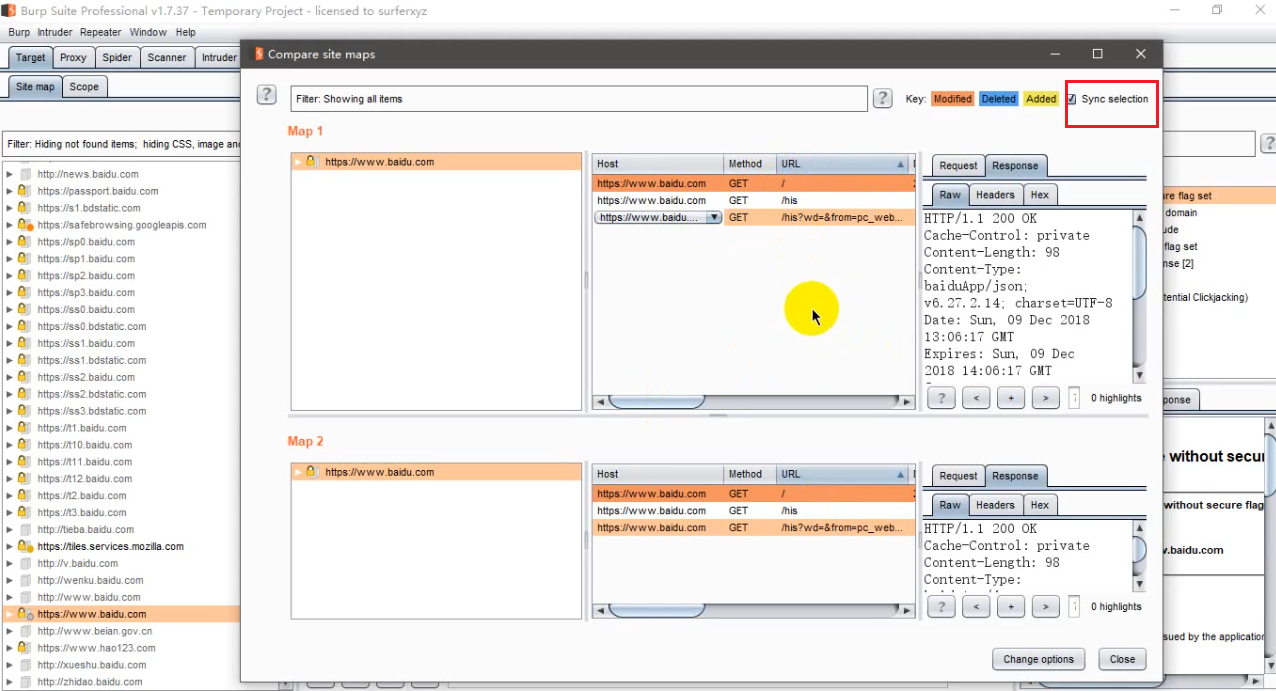 Burp Suite Professional v1.7.37 - Temporary Project - licensed to surferxyz
Burp Intruder Repeater Window Help
Target Proxy Spider Scanner Intruder
Site map Scope
Filter: Hiding not found items; hiding CSS, image and
http://news.baidu.com
https://passport.baidu.com
https://s1.bdstatic.com
https://safebrowsing.googleapis.com
https://sp0.baidu.com
https://sp1.baidu.com
https://sp2.baidu.com
https://sp3.baidu.com
https://ss0.baidu.com
https://ss0.bdstatic.com
https://ss1.baidu.com
https://ss1.bdstatic.com
https://ss2.baidu.com
https://ss2.bdstatic.com
https://ss3.bdstatic.com
https://t1.baidu.com
https://t10.baidu.com
https://t11.baidu.com
https://t12.baidu.com
https://t2.baidu.com
https://t3.baidu.com
http://tieba.baidu.com
https://tiles.services.mozilla.com
http://v.baidu.com
http://wenku.baidu.com
http://www.baidu.com
https://www.baidu.com
http://www.beian.gov.cn
https://www.hao123.com
http://xueshu.baidu.com
http://zhidao.baidu.com
Compare site maps
? Filter: Showing all items ? Key: Modified Deleted Added Sync selection
Map 1
https://www.baidu.com
Host Method URL
https://www.baidu.com GET /
https://www.baidu.com GET /his
https://www.baidu.... GET /his?wd=&from=pc_web...
Request Response
Raw Headers Hex
HTTP/1.1 200 OK
Cache-Control: private
Content-Length: 98
Content-Type:
baiduApp/json;
v6.27.2.14; charset=UTF-8
Date: Sun, 09 Dec 2018
13:06:17 GMT
Expires: Sun, 09 Dec
2018 14:06:17 GMT
? < + > 0 highlights
Map 2
https://www.baidu.com
Host Method URL
https://www.baidu.com GET /
https://www.baidu.com GET /his
https://www.baidu.com GET /his?wd=&from=pc_web...
Request Response
Raw Headers Hex
HTTP/1.1 200 OK
Cache-Control: private
Content-Length: 98
Content-Type:
? < + > 0 highlights
Change options Close
?
re flag set
domain
ude
flag set
nse [2]
tential Clickjacking)
ponse
without secu
without secure flag
v.baidu.com
sued by the application